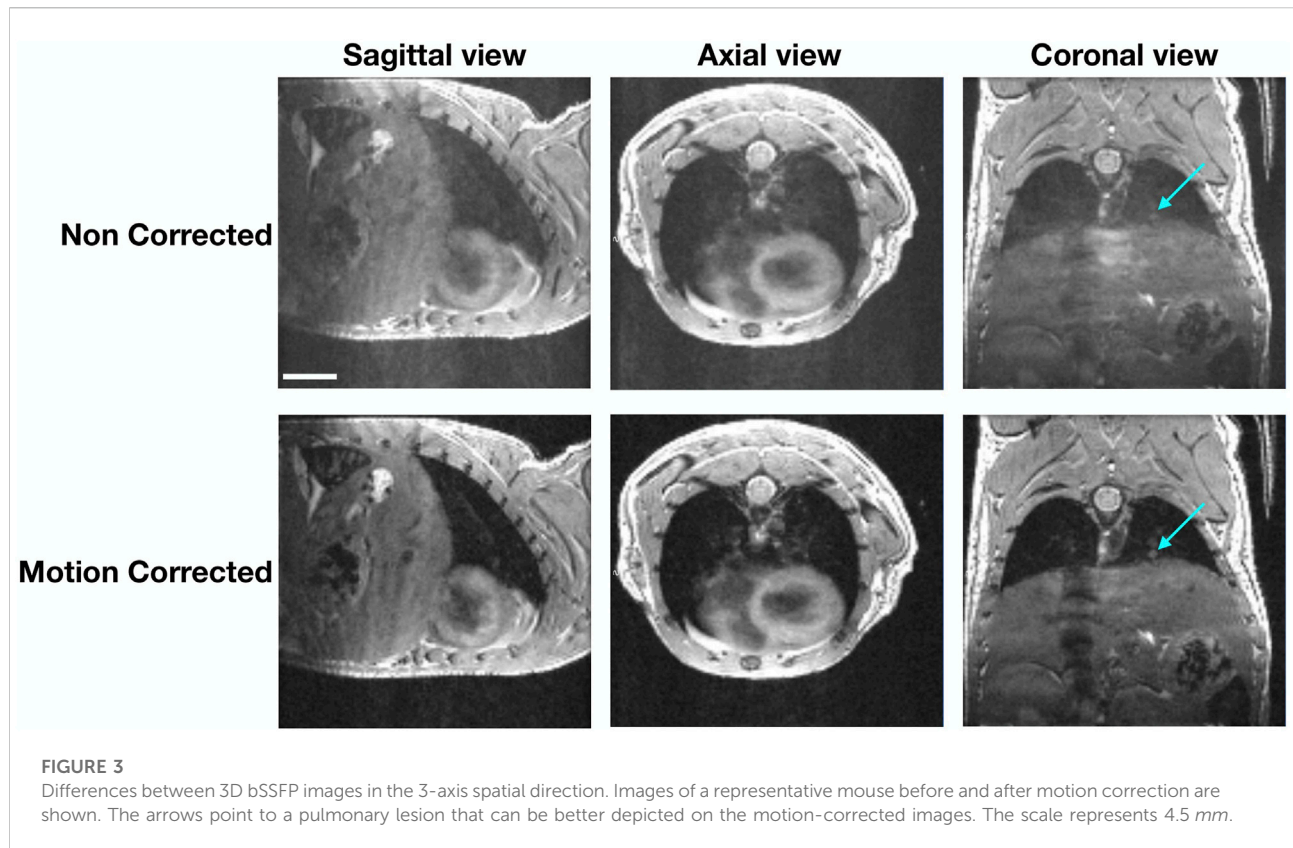 Sagittal view
Axial view
Coronal view
Non Corrected
Motion Corrected
FIGURE 3
Differences between 3D bSSFP images in the 3-axis spatial direction. Images of a representative mouse before and after motion correction are
shown. The arrows point to a pulmonary lesion that can be better depicted on the motion-corrected images. The scale represents 4.5 mm.